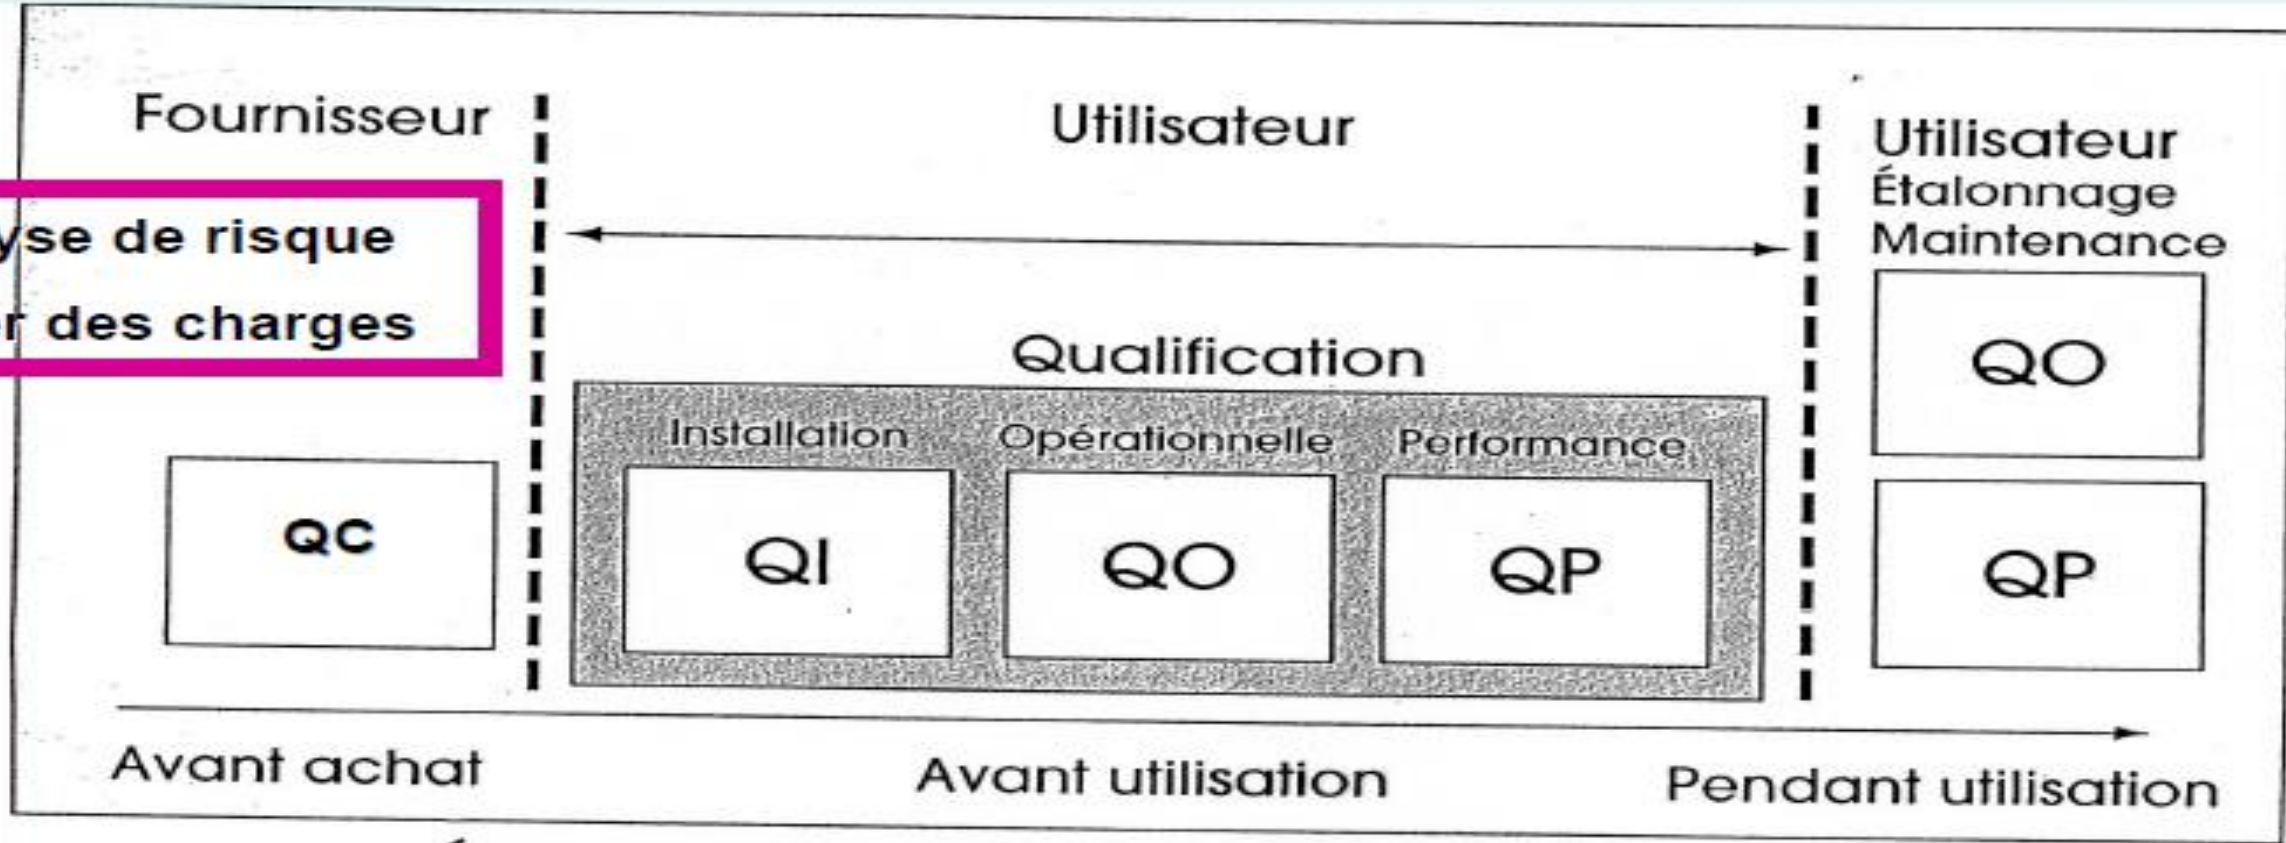 Fournisseur
Utilisateur
Utilisateur
Étalonnage
Maintenance
yse de risque
r des charges
Qualification
Installation
Opérationnelle
Performance
QC
QI
QO
QP
QO
QP
Avant achat
Avant utilisation
Pendant utilisation